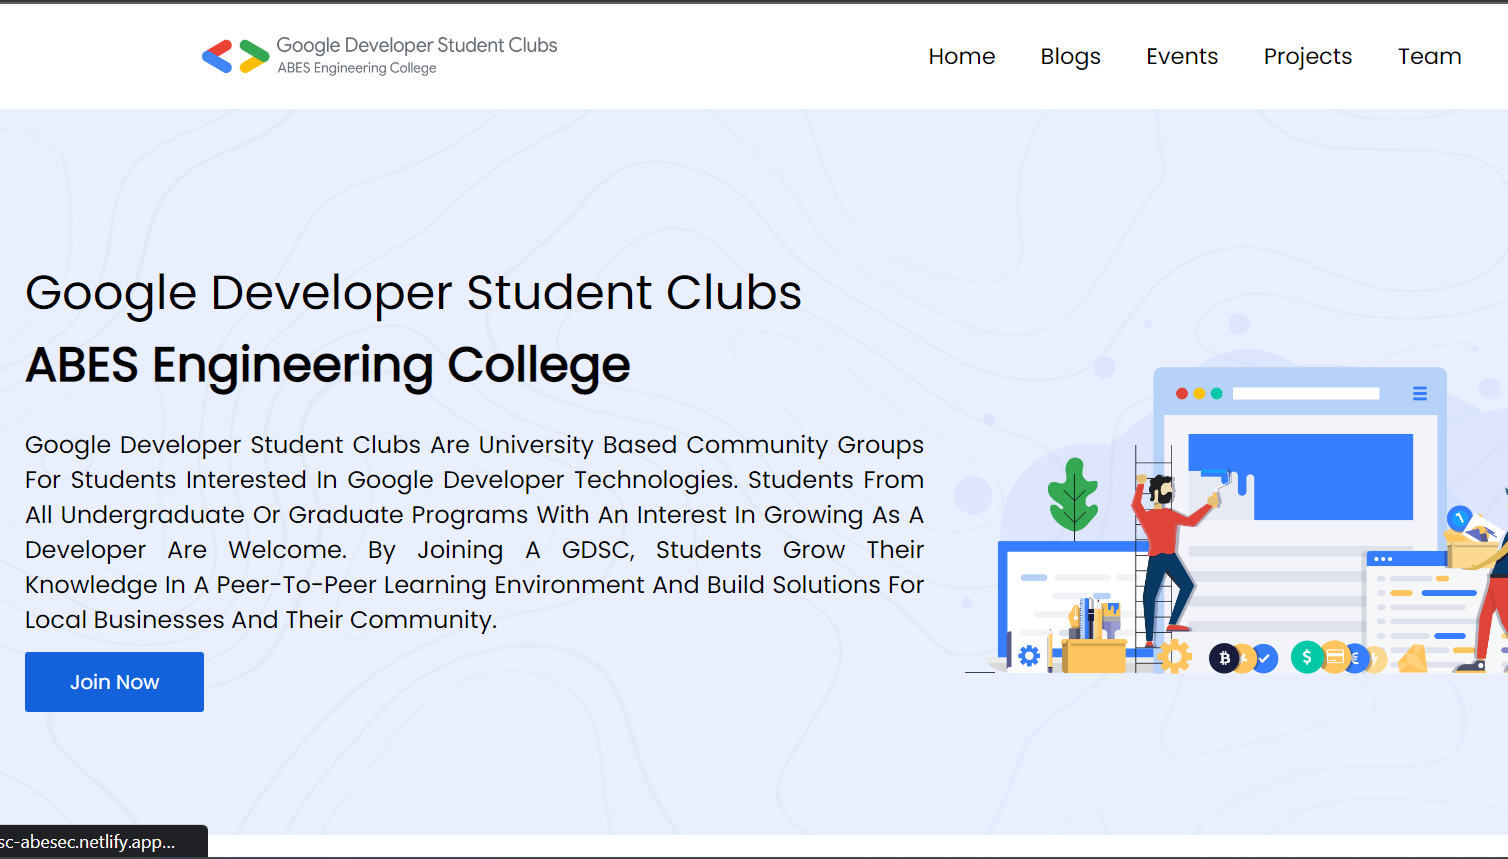 Google Developer Student Clubs
ABES Engineering College
Home Blogs Events Projects Team
Google Developer Student Clubs
ABES Engineering College
Google Developer Student Clubs Are University Based Community Groups
For Students Interested In Google Developer Technologies. Students From
All Undergraduate Or Graduate Programs With An Interest In Growing As A
Developer Are Welcome. By Joining A GDSC, Students Grow Their
Knowledge In A Peer-To-Peer Learning Environment And Build Solutions For
Local Businesses And Their Community.
Join Now
sc-abesec.netlify.app...